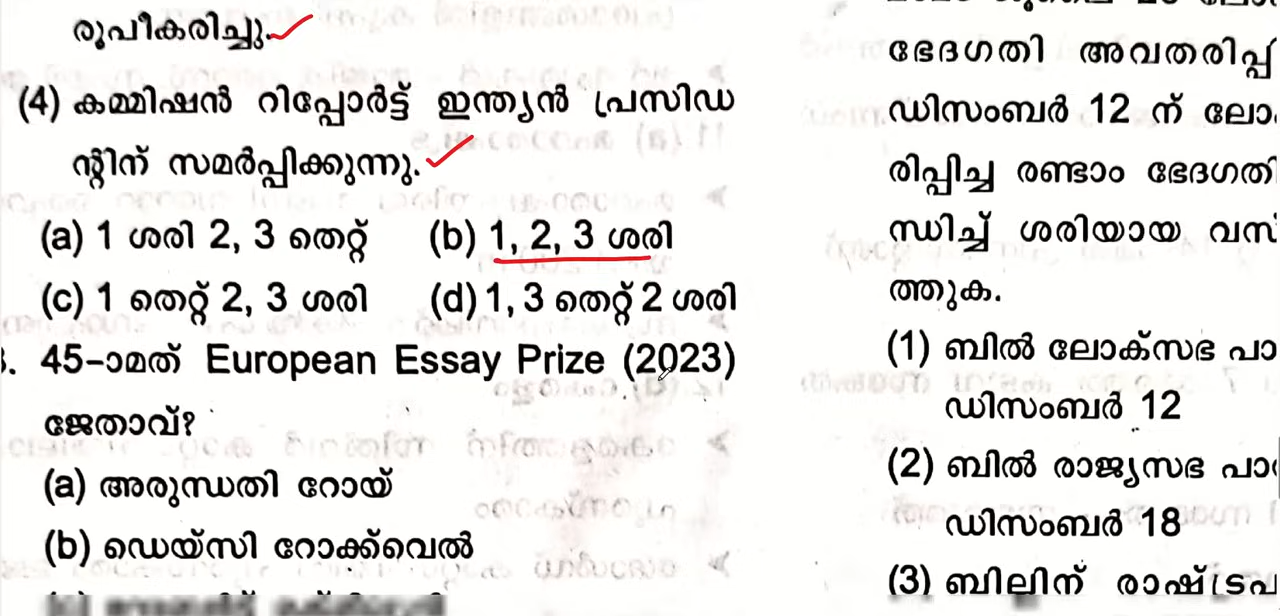 രൂപീകരിച്ചു.
(4) കമ്മിഷൻ റിപ്പോർട്ട് ഇന്ത്യൻ പ്രസിഡ
ന്റിന് സമർപ്പിക്കുന്നു.
(a) 1 ശരി 2, 3 തെറ്റ് (b) 1, 2, 3 ശരി
(c) 1 തെറ്റ് 2, 3 ശരി (d) 1, 3 തെറ്റ് 2 ശരി
45-ാമത് European Essay Prize (2023)
ജേതാവ്?
(a) അരുന്ധതി റോയ്
(b) ഡെയ്സി റോക്ക്‌വെൽ
ഭേദഗതി അവതരിപ്പി
ഡിസംബർ 12 ന് ലോ
രിപ്പിച്ച രണ്ടാം ഭേദഗതി
ന്ധിച്ച് ശരിയായ വസ്
ത്തുക.
(1) ബിൽ ലോക്സഭ പാ
ഡിസംബർ 12
(2) ബിൽ രാജ്യസഭ പാ
ഡിസംബർ 18
(3) ബില്ലിന് രാഷ്ട്രപ